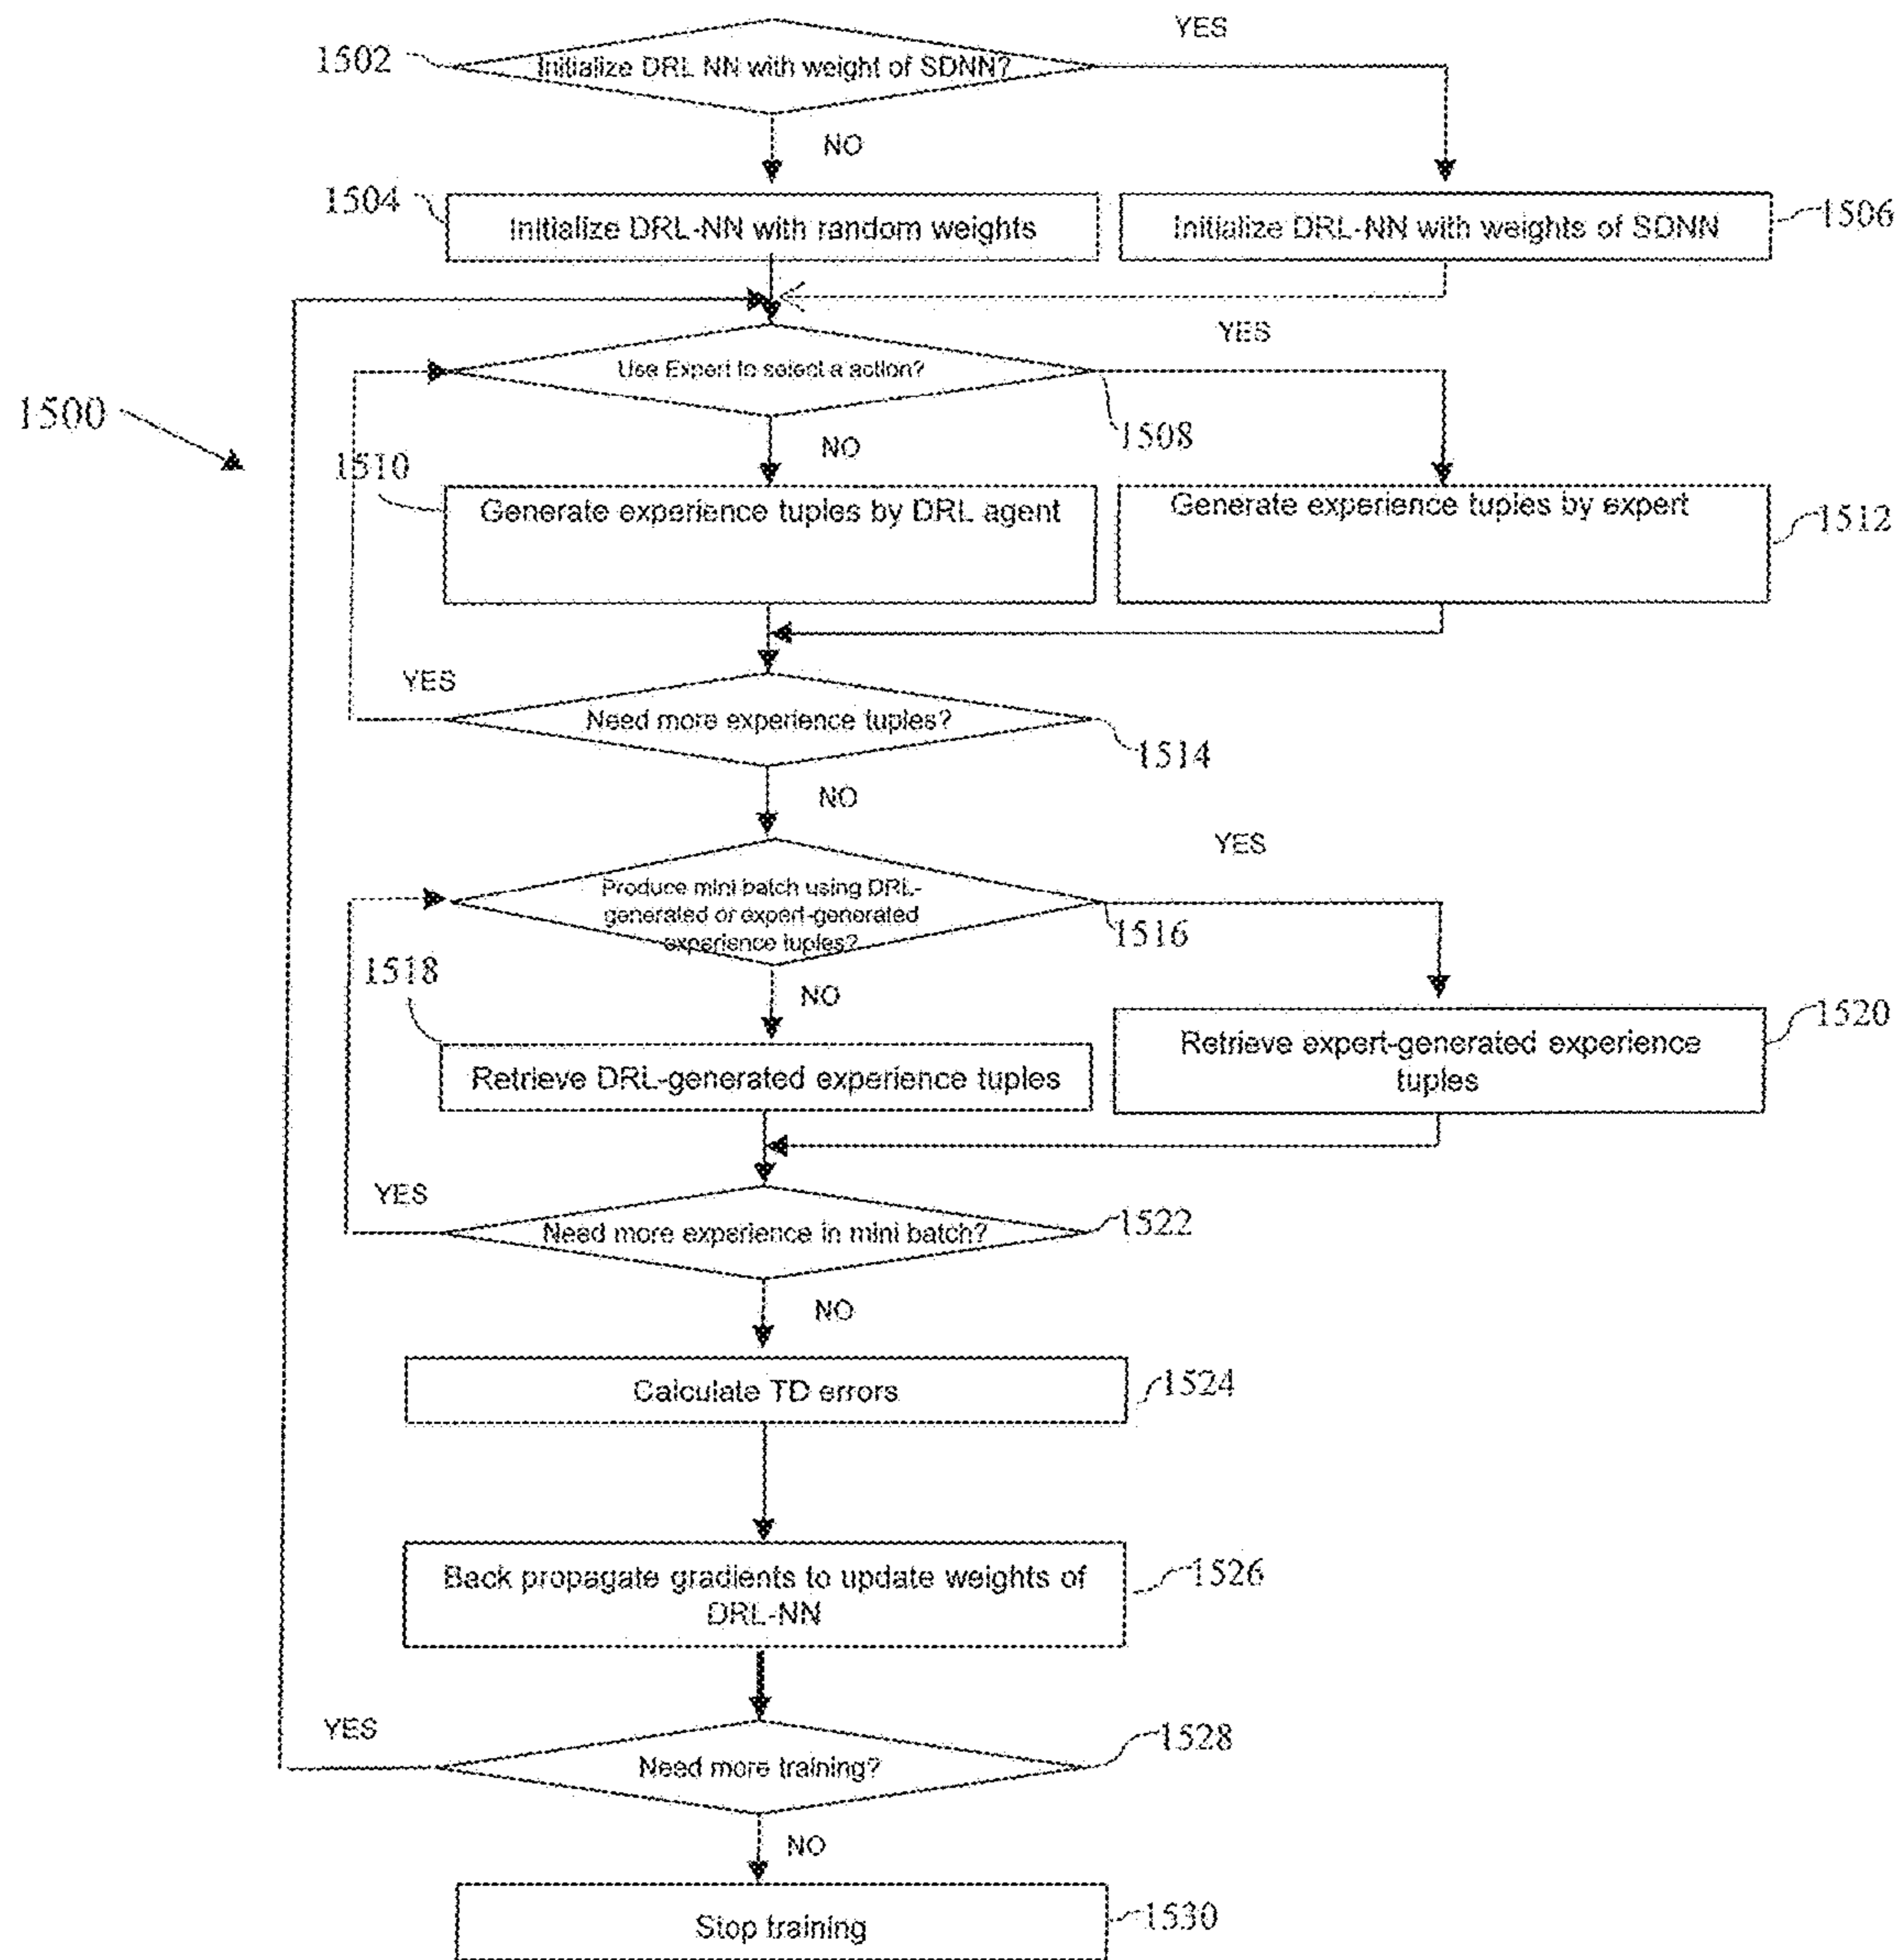 YES
1502
Initialize DRL NN with weight of SDNN?
NO
1504
Initialize DRL-NN with random weights
Initialize DRL-NN with weights of SDNN
1506
YES
Use Expert to select a action?
1500
1508
NO
1510
Generate experience tuples by DRL agent
Generate experience tuples by expert
1512
YES
Need more experience tuples?
1514
NO
YES
Produce mini batch using DRL-
generated or expert-generated
experience tuples?
1516
1518
NO
1520
Retrieve DRL-generated experience tuples
Retrieve expert-generated experience
tuples
YES
Need more experience in mini batch?
1522
NO
Calculate TD errors
1524
Back propagate gradients to update weights of
DRL-NN
1526
YES
Need more training?
1528
NO
Stop training
1530